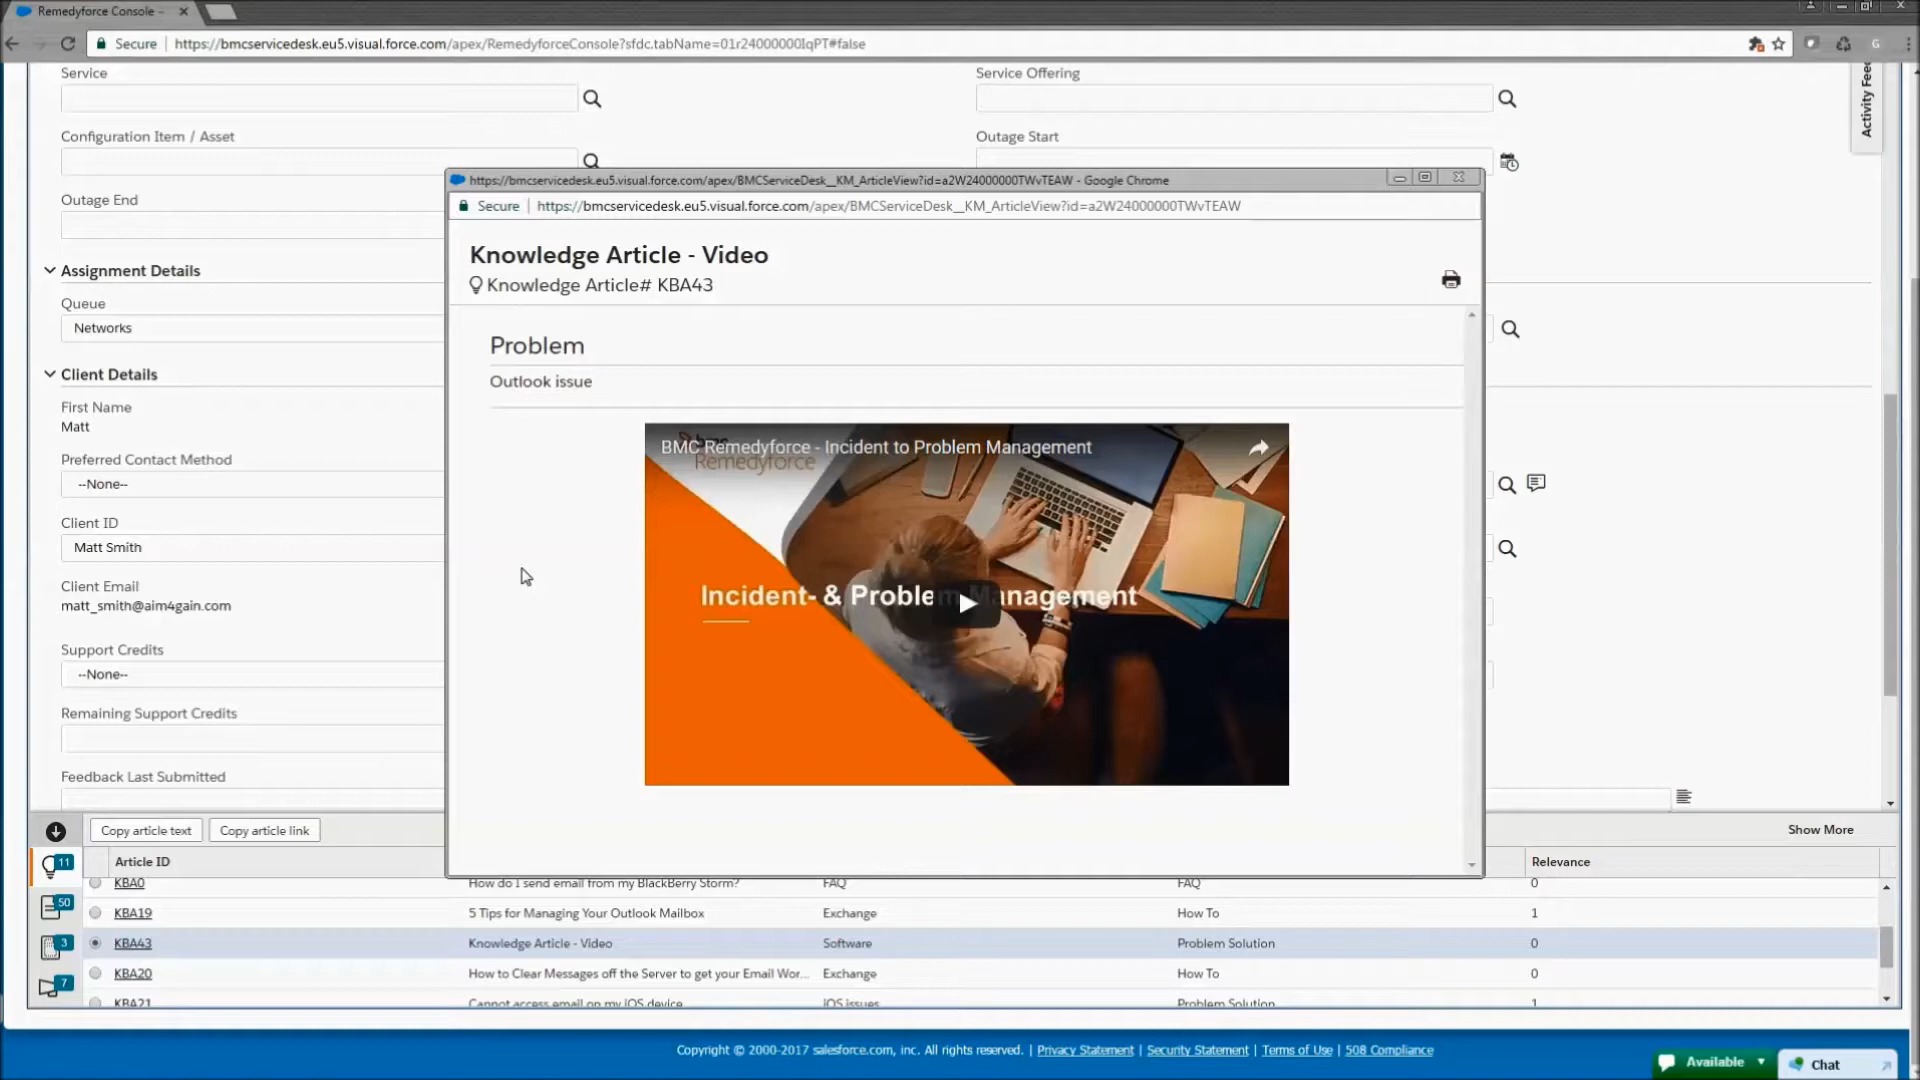 Remedyforce Console -
Secure | https://bmcservicedesk.eu5.visual.force.com/apex/RemedyforceConsole?sfdc.tabName=01r24000000IqPT#false
Service
Service Offering
Activity Fee
Configuration Item / Asset
Outage Start
Outage End
https://bmcservicedesk.eu5.visual.force.com/apex/BMCServiceDesk__KM_ArticleView?id=a2W24000000TWvTEAW - Google Chrome
Secure | https://bmcservicedesk.eu5.visual.force.com/apex/BMCServiceDesk__KM_ArticleView?id=a2W24000000TWvTEAW
Knowledge Article - Video
Knowledge Article# KBA43
Problem
Outlook issue
BMC Remedyforce - Incident to Problem Management
Remedyforce
Incident- & Proble anagement
Assignment Details
Queue
Networks
Client Details
First Name
Matt
Preferred Contact Method
--None--
Client ID
Matt Smith
Client Email
matt_smith@aim4gain.com
Support Credits
--None--
Remaining Support Credits
Feedback Last Submitted
Copy article text
Copy article link
Show More
11
50
3
7
Article ID
Relevance
KBA0 How do I send email from my BlackBerry Storm? FAQ FAQ 0
KBA19 5 Tips for Managing Your Outlook Mailbox Exchange How To 1
KBA43 Knowledge Article - Video Software Problem Solution 0
KBA20 How to Clear Messages off the Server to get your Email Wor... Exchange How To 0
KBA21 Cannot access email on my iOS device. iOS issues Problem Solution 1
Copyright © 2000-2017 salesforce.com, inc. All rights reserved. | Privacy Statement | Security Statement | Terms of Use | 508 Compliance
Available
Chat